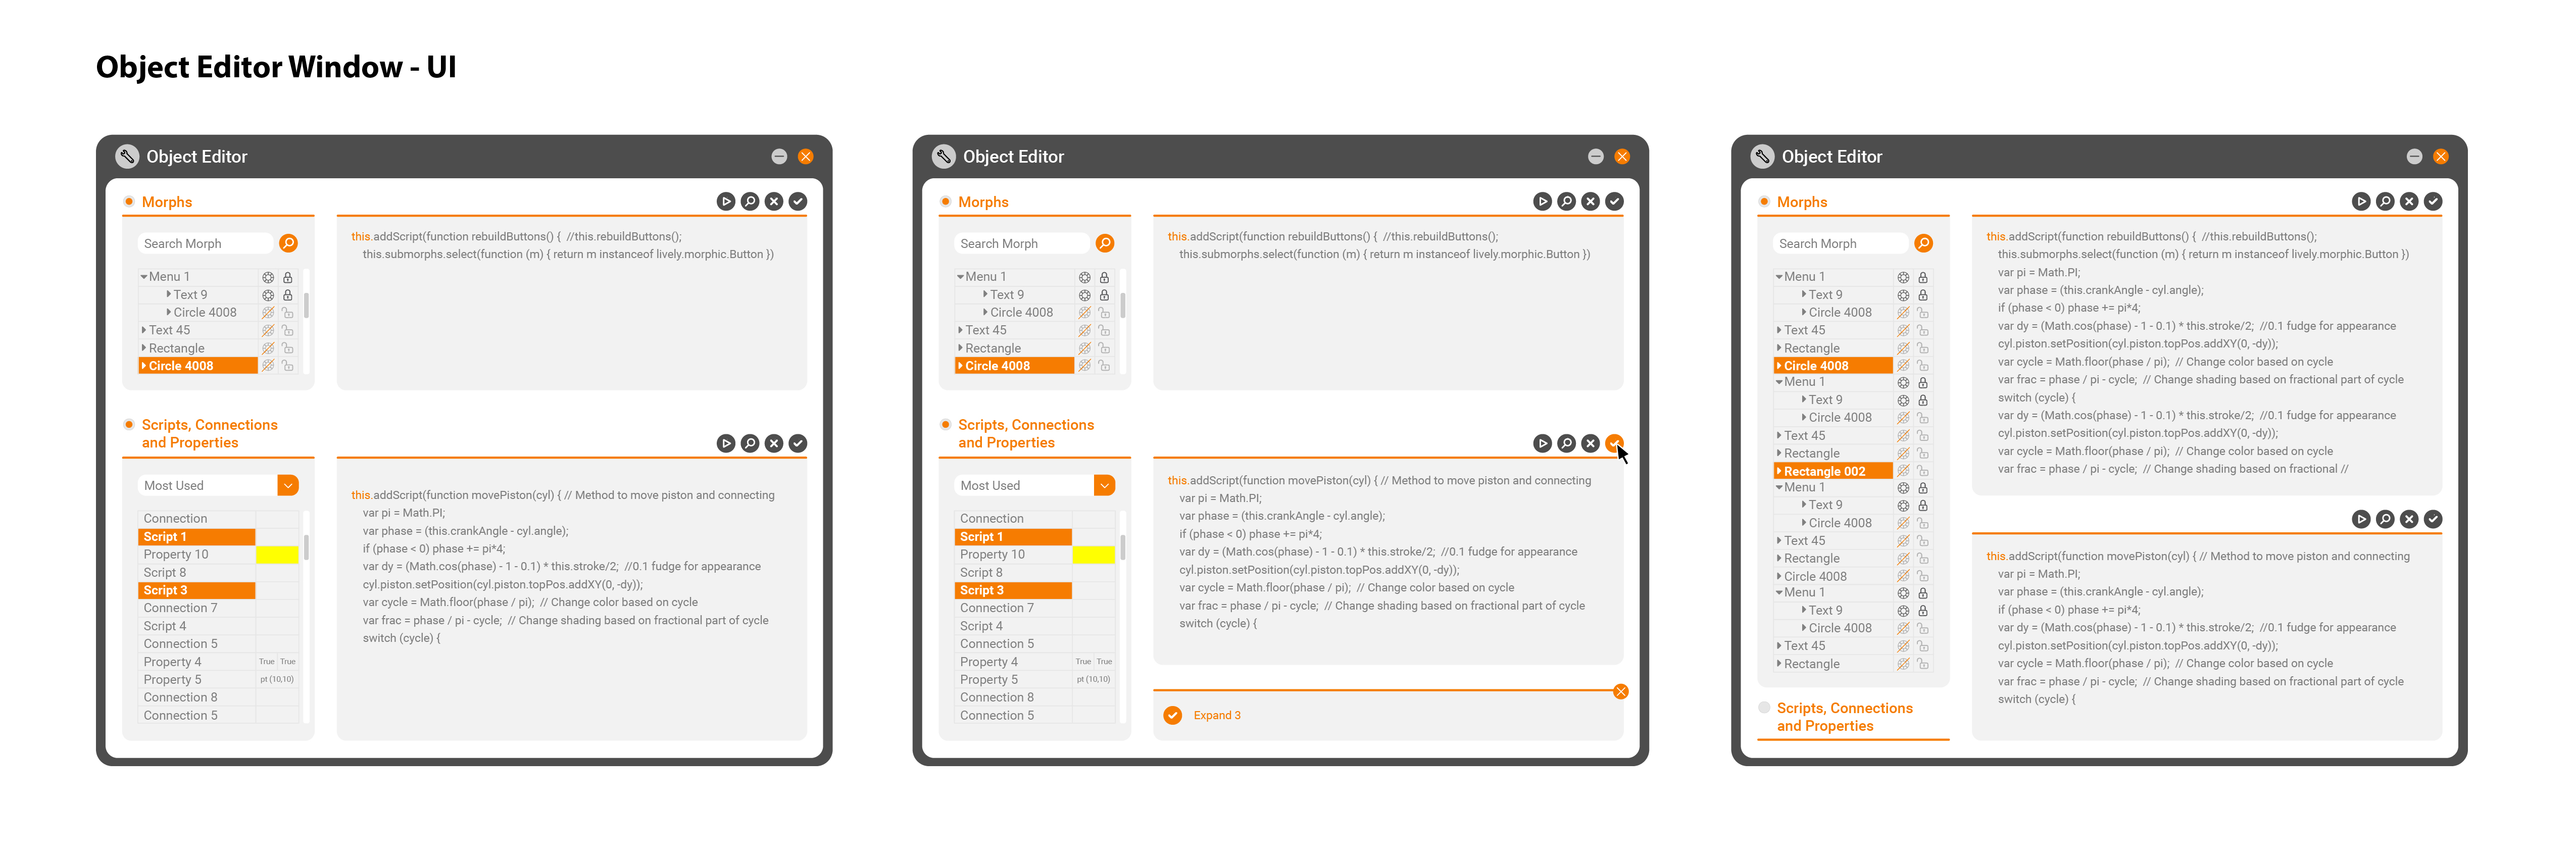 Object Editor Window - UI
Object Editor
Morphs
Search Morph
Menu 1
Text 9
Circle 4008
Text 45
Rectangle
Circle 4008
this.addScript(function rebuildButtons() {  //this.rebuildButtons();
this.submorphs.select(function (m) { return m instanceof lively.morphic.Button })
Scripts, Connections
and Properties
Most Used
Connection
Script 1
Property 10
Script 8
Script 3
Connection 7
Script 4
Connection 5
Property 4 True True
Property 5 pt (10,10)
Connection 8
Connection 5
this.addScript(function movePiston(cyl) { // Method to move piston and connecting
var pi = Math.PI;
var phase = (this.crankAngle - cyl.angle);
if (phase < 0) phase += pi*4;
var dy = (Math.cos(phase) - 1 - 0.1) * this.stroke/2;  //0.1 fudge for appearance
cyl.piston.setPosition(cyl.piston.topPos.addXY(0, -dy));
var cycle = Math.floor(phase / pi);  // Change color based on cycle
var frac = phase / pi - cycle;  // Change shading based on fractional part of cycle
switch (cycle) {
Object Editor
Morphs
Search Morph
Menu 1
Text 9
Circle 4008
Text 45
Rectangle
Circle 4008
this.addScript(function rebuildButtons() {  //this.rebuildButtons();
this.submorphs.select(function (m) { return m instanceof lively.morphic.Button })
Scripts, Connections
and Properties
Most Used
Connection
Script 1
Property 10
Script 8
Script 3
Connection 7
Script 4
Connection 5
Property 4 True True
Property 5 pt (10,10)
Connection 8
Connection 5
this.addScript(function movePiston(cyl) { // Method to move piston and connecting
var pi = Math.PI;
var phase = (this.crankAngle - cyl.angle);
if (phase < 0) phase += pi*4;
var dy = (Math.cos(phase) - 1 - 0.1) * this.stroke/2;  //0.1 fudge for appearance
cyl.piston.setPosition(cyl.piston.topPos.addXY(0, -dy));
var cycle = Math.floor(phase / pi);  // Change color based on cycle
var frac = phase / pi - cycle;  // Change shading based on fractional part of cycle
switch (cycle) {
Expand 3
Object Editor
Morphs
Search Morph
Menu 1
Text 9
Circle 4008
Text 45
Rectangle
Circle 4008
Menu 1
Text 9
Circle 4008
Text 45
Rectangle
Rectangle 002
Menu 1
Text 9
Circle 4008
Text 45
Rectangle
Circle 4008
Menu 1
Text 9
Circle 4008
Text 45
Rectangle
Scripts, Connections
and Properties
this.addScript(function rebuildButtons() {  //this.rebuildButtons();
this.submorphs.select(function (m) { return m instanceof lively.morphic.Button })
var pi = Math.PI;
var phase = (this.crankAngle - cyl.angle);
if (phase < 0) phase += pi*4;
var dy = (Math.cos(phase) - 1 - 0.1) * this.stroke/2;  //0.1 fudge for appearance
cyl.piston.setPosition(cyl.piston.topPos.addXY(0, -dy));
var cycle = Math.floor(phase / pi);  // Change color based on cycle
var frac = phase / pi - cycle;  // Change shading based on fractional part of cycle
switch (cycle) {
var dy = (Math.cos(phase) - 1 - 0.1) * this.stroke/2;  //0.1 fudge for appearance
cyl.piston.setPosition(cyl.piston.topPos.addXY(0, -dy));
var cycle = Math.floor(phase / pi);  // Change color based on cycle
var frac = phase / pi - cycle;  // Change shading based on fractional //
this.addScript(function movePiston(cyl) { // Method to move piston and connecting
var pi = Math.PI;
var phase = (this.crankAngle - cyl.angle);
if (phase < 0) phase += pi*4;
var dy = (Math.cos(phase) - 1 - 0.1) * this.stroke/2;  //0.1 fudge for appearance
cyl.piston.setPosition(cyl.piston.topPos.addXY(0, -dy));
var cycle = Math.floor(phase / pi);  // Change color based on cycle
var frac = phase / pi - cycle;  // Change shading based on fractional part of cycle
switch (cycle) {